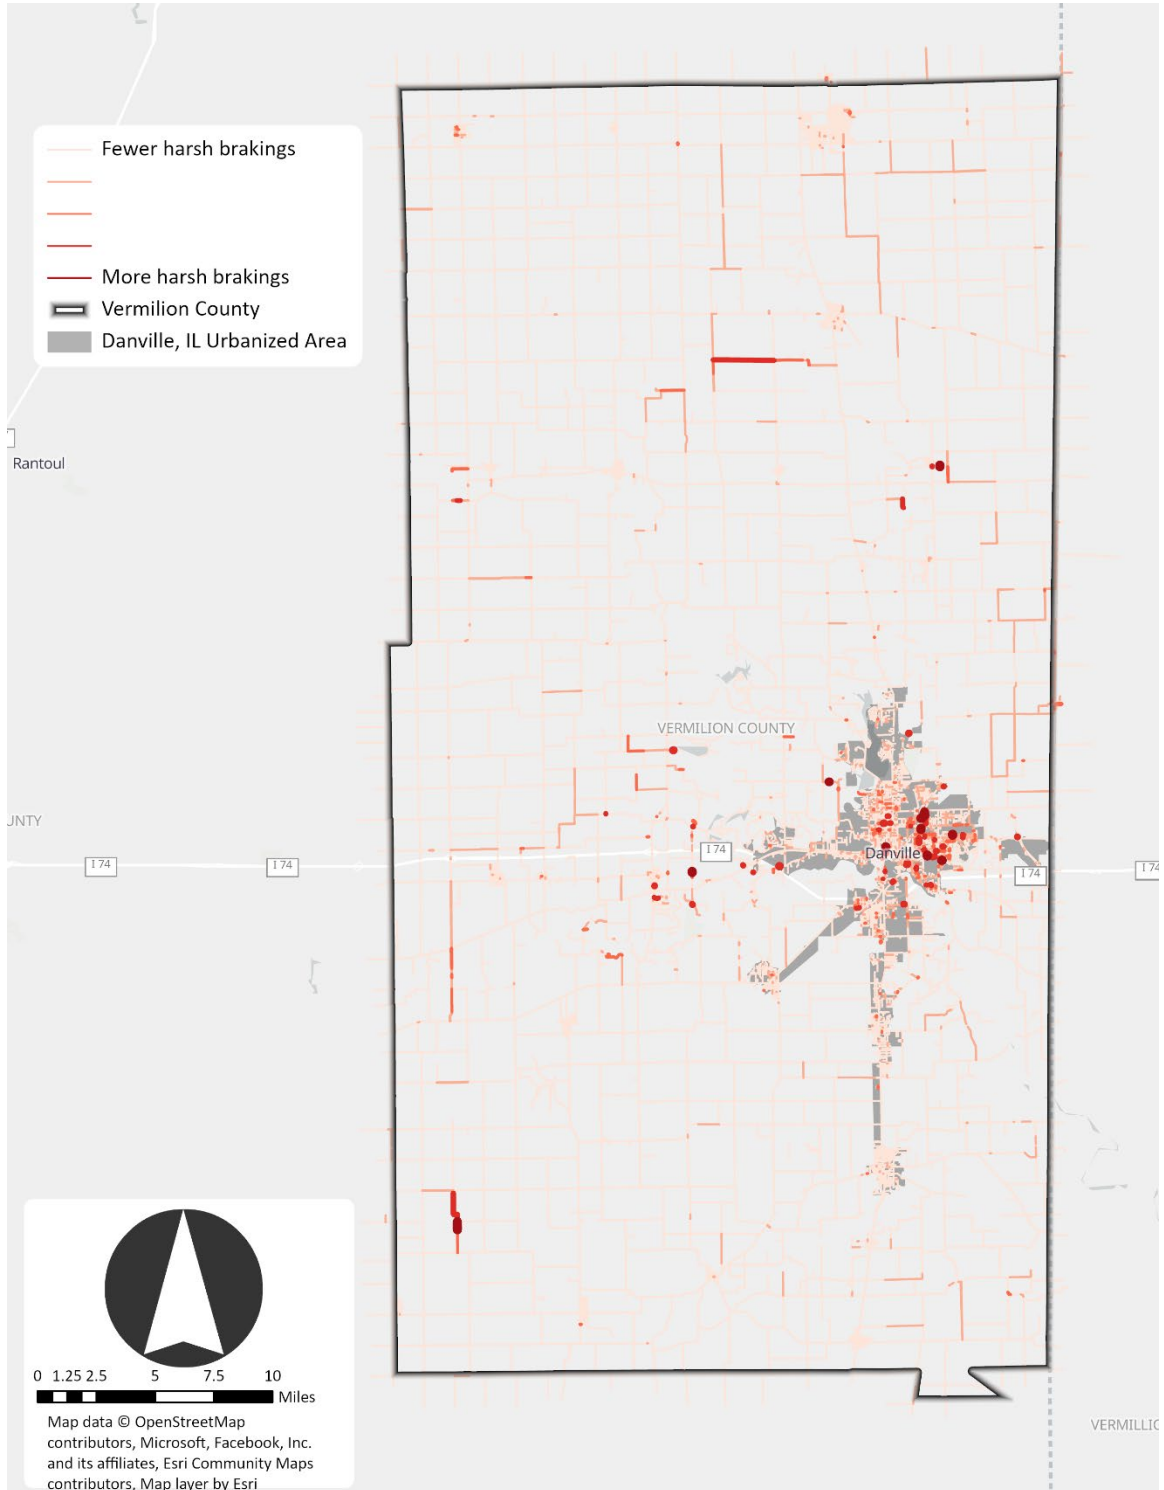 Fewer harsh brakings
More harsh brakings
Vermilion County
Danville, IL Urbanized Area
Rantoul
VERMILION COUNTY
UNTY
I 74
I 74
I 74
Danville
I 74
I 74
0 1.25 2.5 5 7.5 10
Miles
Map data © OpenStreetMap
contributors, Microsoft, Facebook, Inc.
and its affiliates, Esri Community Maps
contributors, Map layer by Esri
VERMILLIO